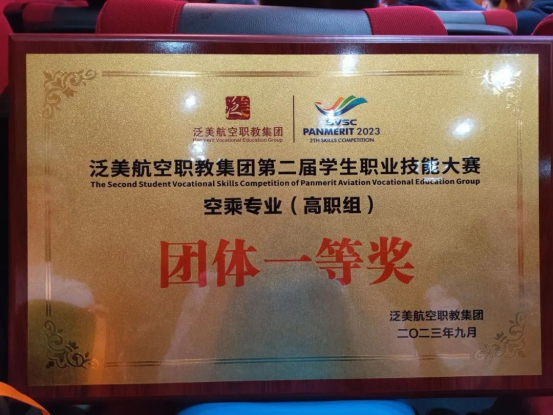 泛美航空职教集团
Panmerit Vocational Education Group
SVSC
PANMERIT 2023
2TH SKILLS COMPETITION
泛美航空职教集团第二届学生职业技能大赛
The Second Student Vocational Skills Competition of Panmerit Aviation Vocational Education Group
空乘专业（高职组）
团体一等奖
泛美航空职教集团
二〇二三年九月